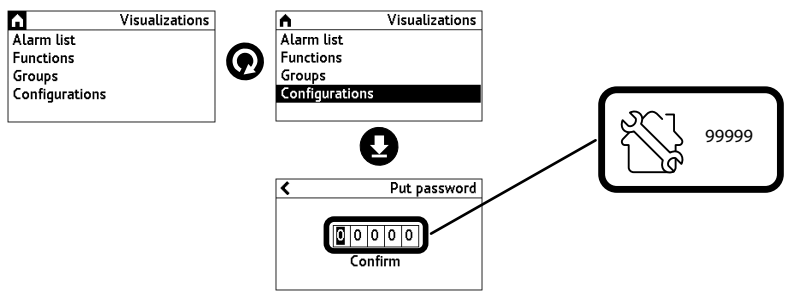 Visualizations
Alarm list
Functions
Groups
Configurations
Visualizations
Alarm list
Functions
Groups
Configurations
99999
Put password
0 0 0 0 0
Confirm